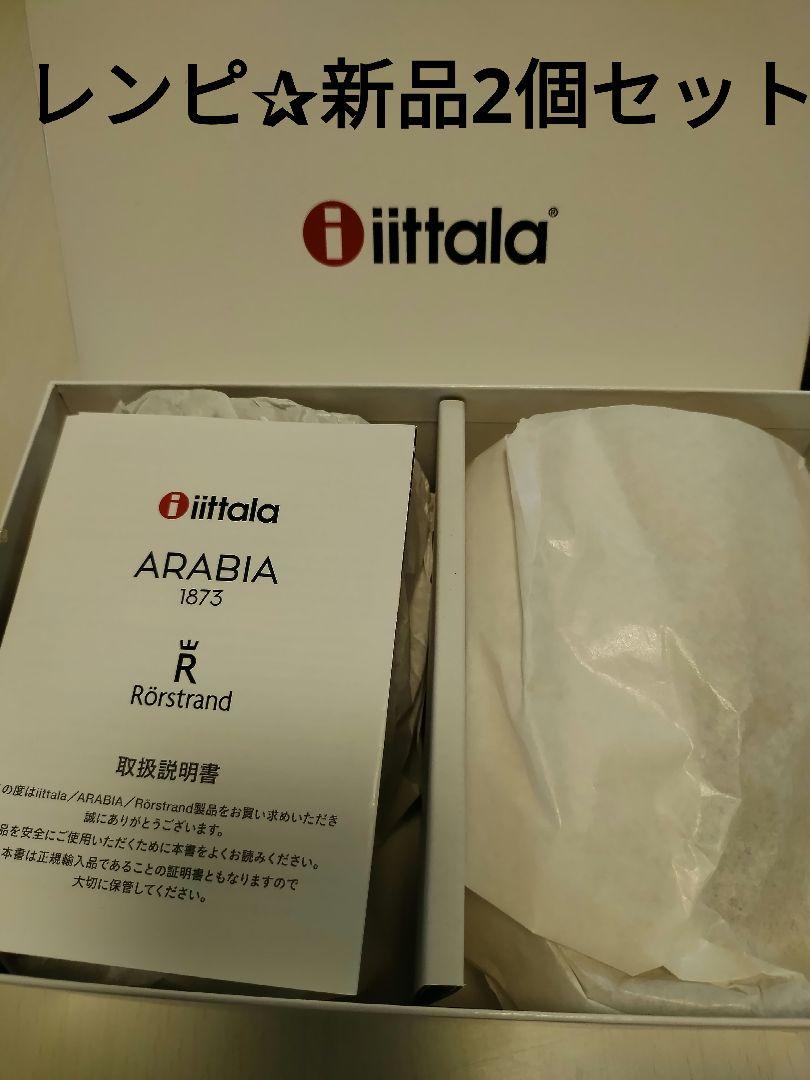 レンピ☆新品2個セット
iittala®
iittala
ARABIA
1873
R
Rörstrand
取扱説明書
の度はiittala/ARABIA/Rörstrand製品をお買い求めいただき
誠にありがとうございます。
品を安全にご使用いただくために本書をよくお読みください。
本書は正規輸入品であることの証明書ともなりますので
大切に保管してください。